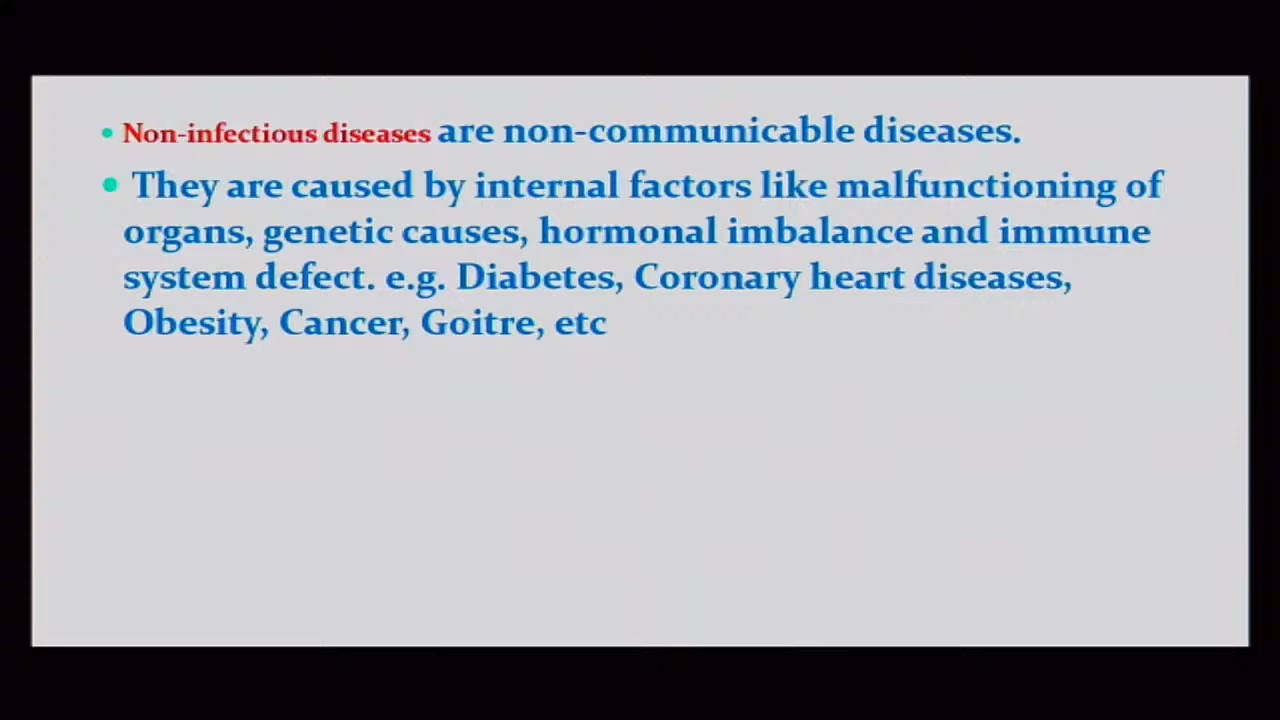 • Non-infectious diseases are non-communicable diseases.
• They are caused by internal factors like malfunctioning of
organs, genetic causes, hormonal imbalance and immune
system defect. e.g. Diabetes, Coronary heart diseases,
Obesity, Cancer, Goitre, etc